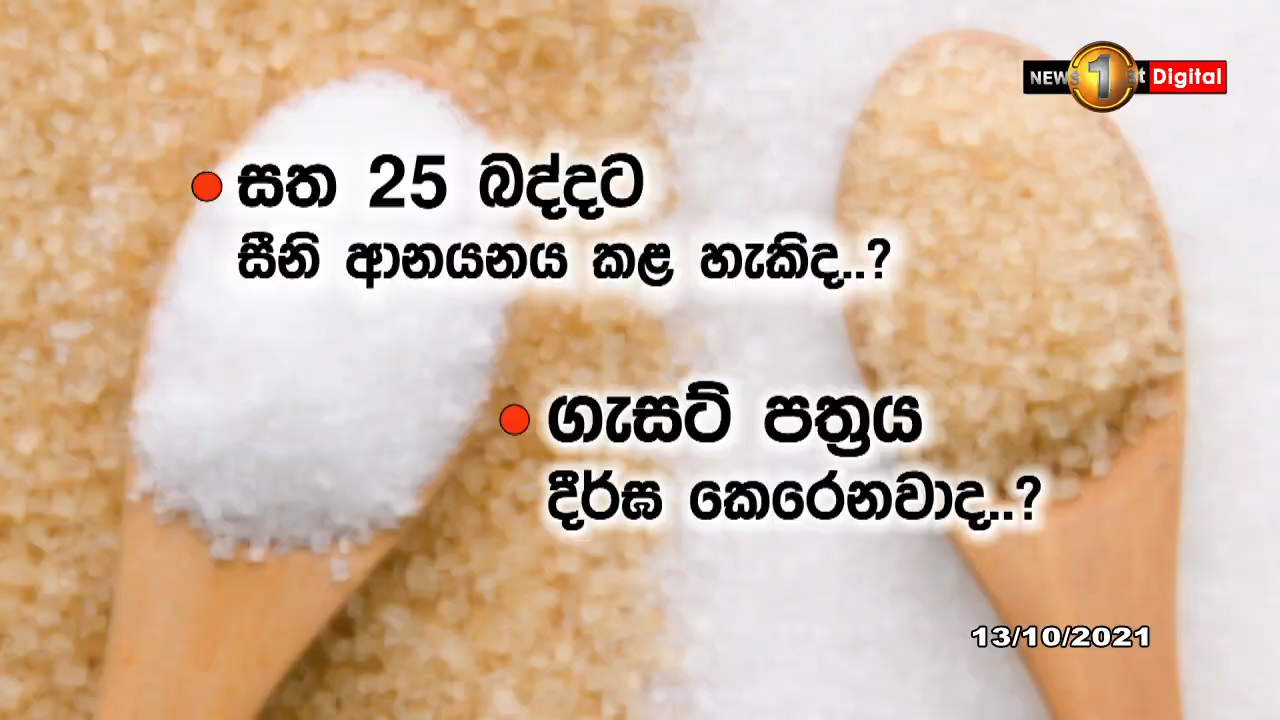 NEWS 1st Digital
සත 25 බද්දට
සීනි ආනයනය කළ හැකිද..?
ගැසට් පත්‍රය
දීර්ඝ කෙරෙනවාද..?
13/10/2021